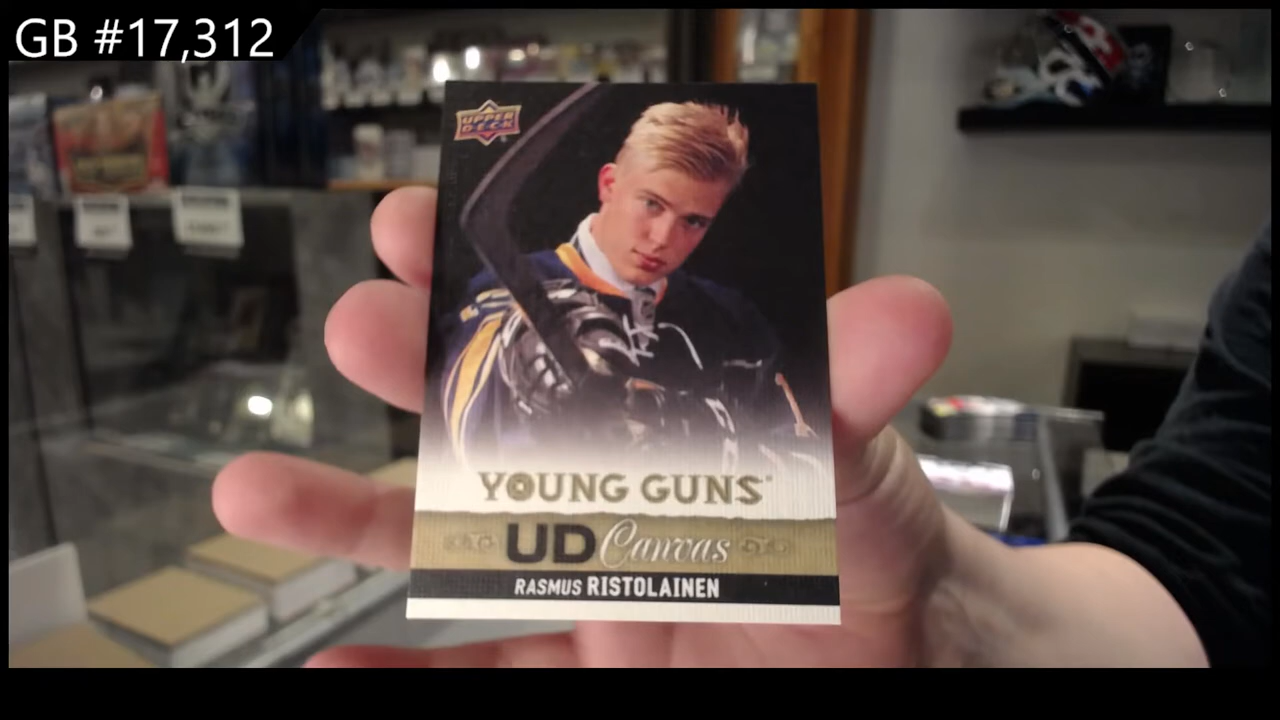 GB #17,312
UPPER
DECK
YOUNG GUNS
UD Canvas
RASMUS RISTOLAINEN